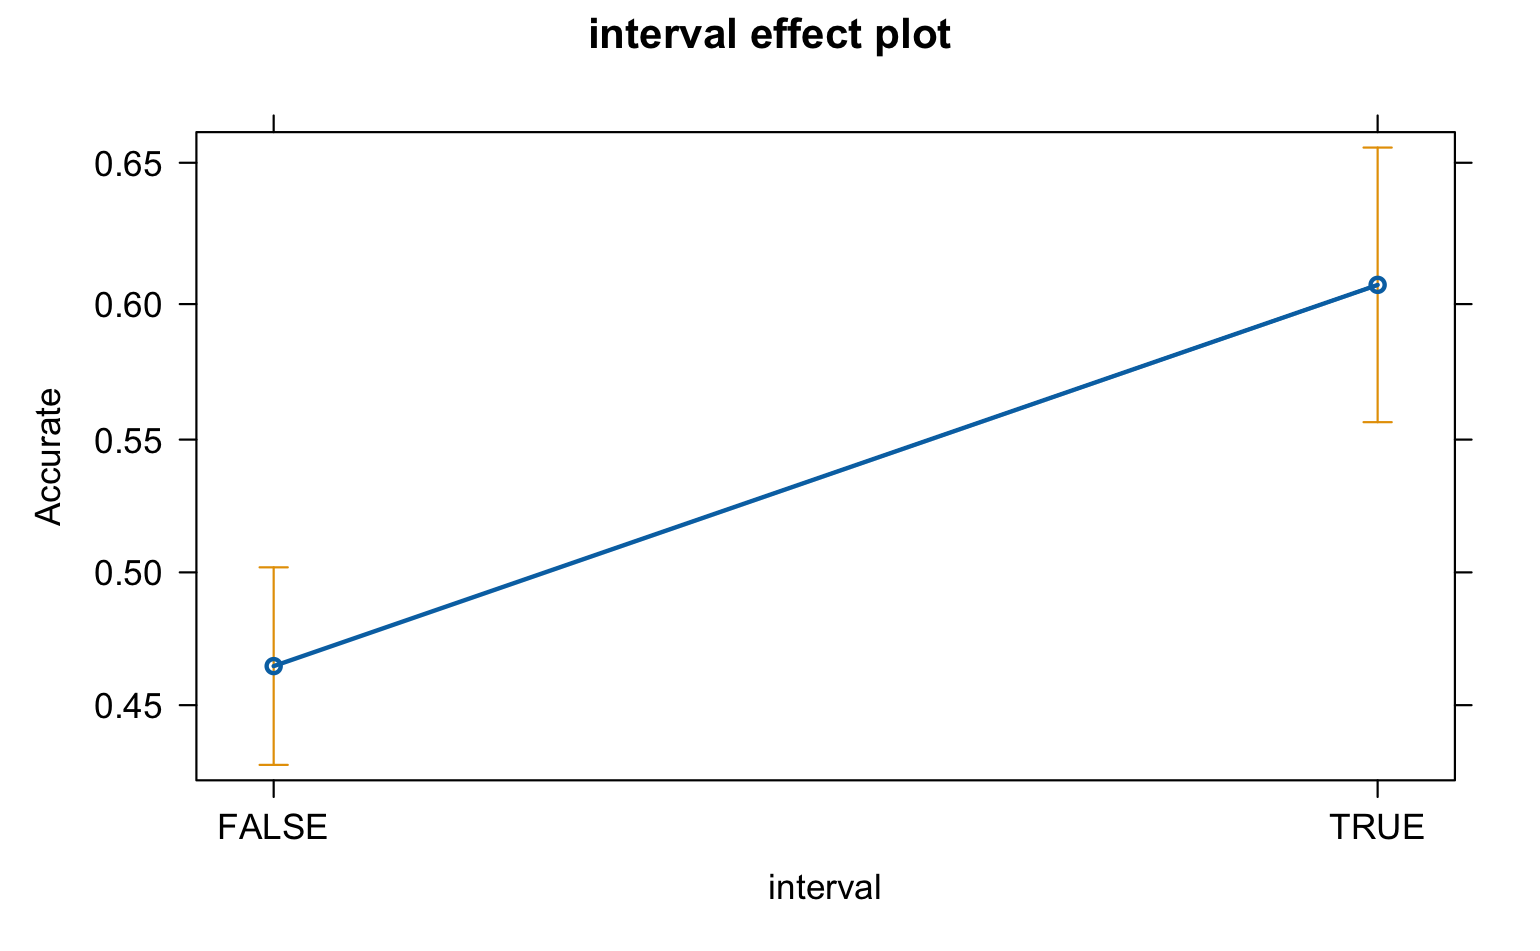 interval effect plot
0.65
0.60
0.55
0.50
0.45
Accurate
FALSE
TRUE
interval